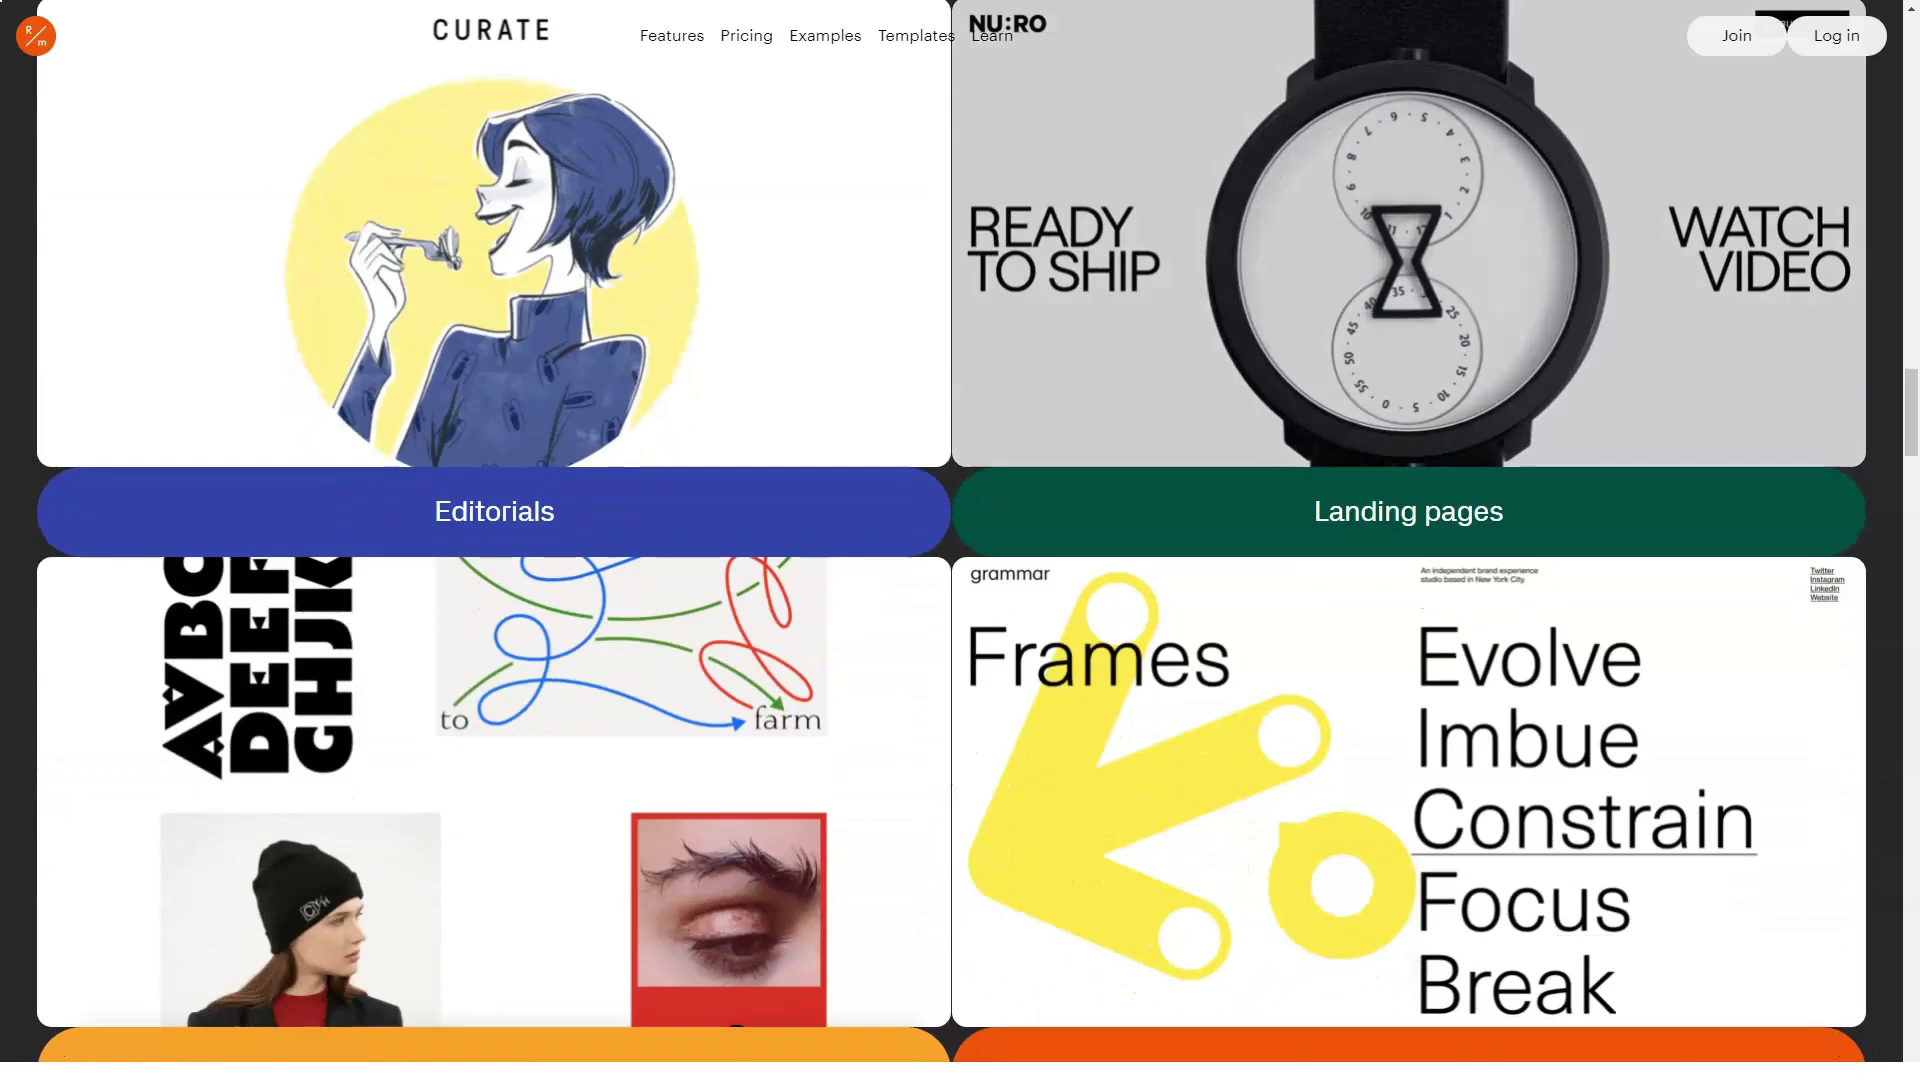 R
m
CURATE
Features
Pricing
Examples
Templates
Learn
NU:RO
Join
Log in
READY
TO SHIP
WATCH
VIDEO
Editorials
Landing pages
GHJIK
to
farm
grammar
An independent brand experience
studio based in New York City.
Twitter
Instagram
LinkedIn
Website
Frames
Evolve
Imbue
Constrain
Focus
Break